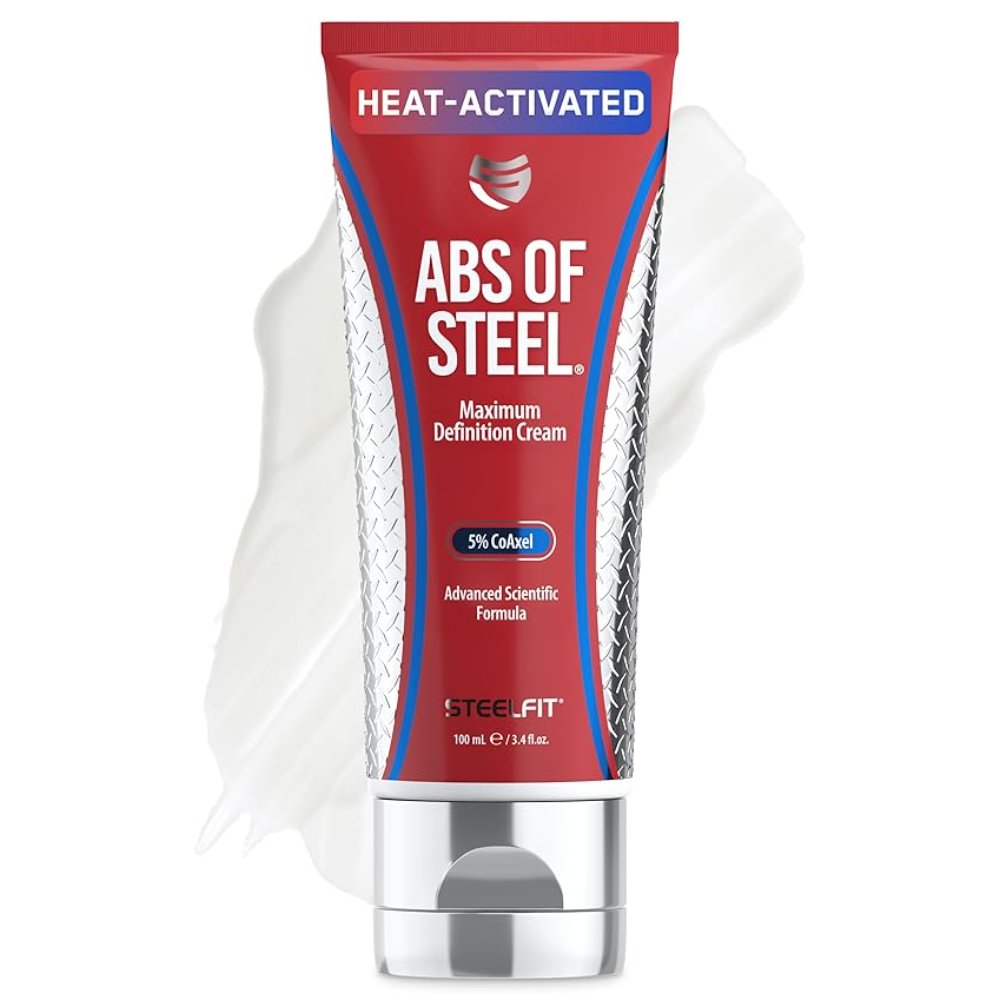 HEAT-ACTIVATED
ABS OF
STEEL®
Maximum
Definition Cream
5% CoAxel
Advanced Scientific
Formula
STEELFIT®
100 mL ℮ / 3.4 fl.oz.